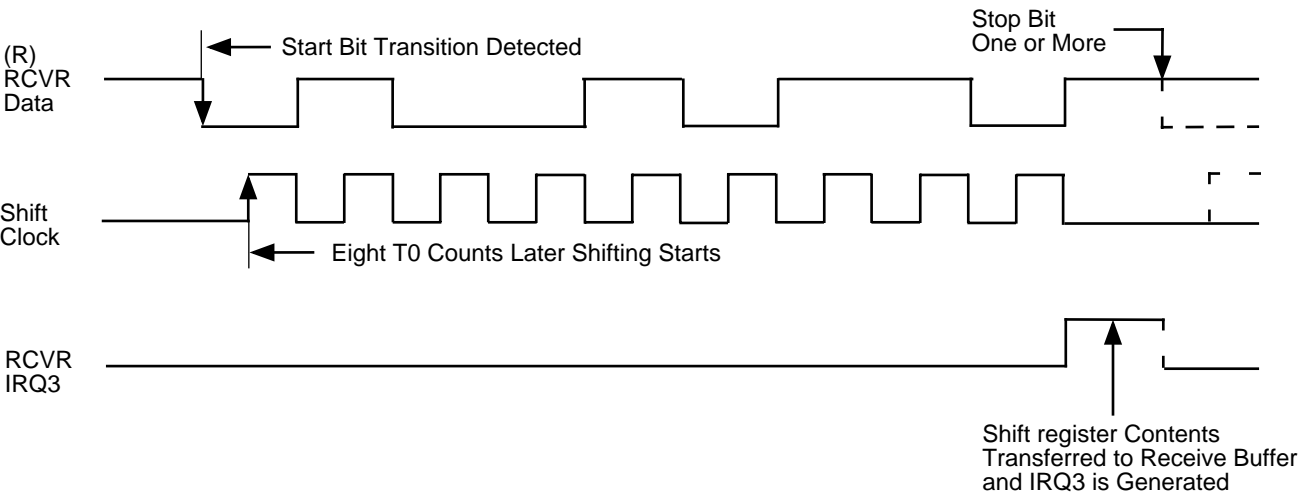 Stop Bit
One or More
Start Bit Transition Detected
(R)
RCVR
Data
Shift
Clock
Eight T0 Counts Later Shifting Starts
RCVR
IRQ3
Shift register Contents
Transferred to Receive Buffer
and IRQ3 is Generated